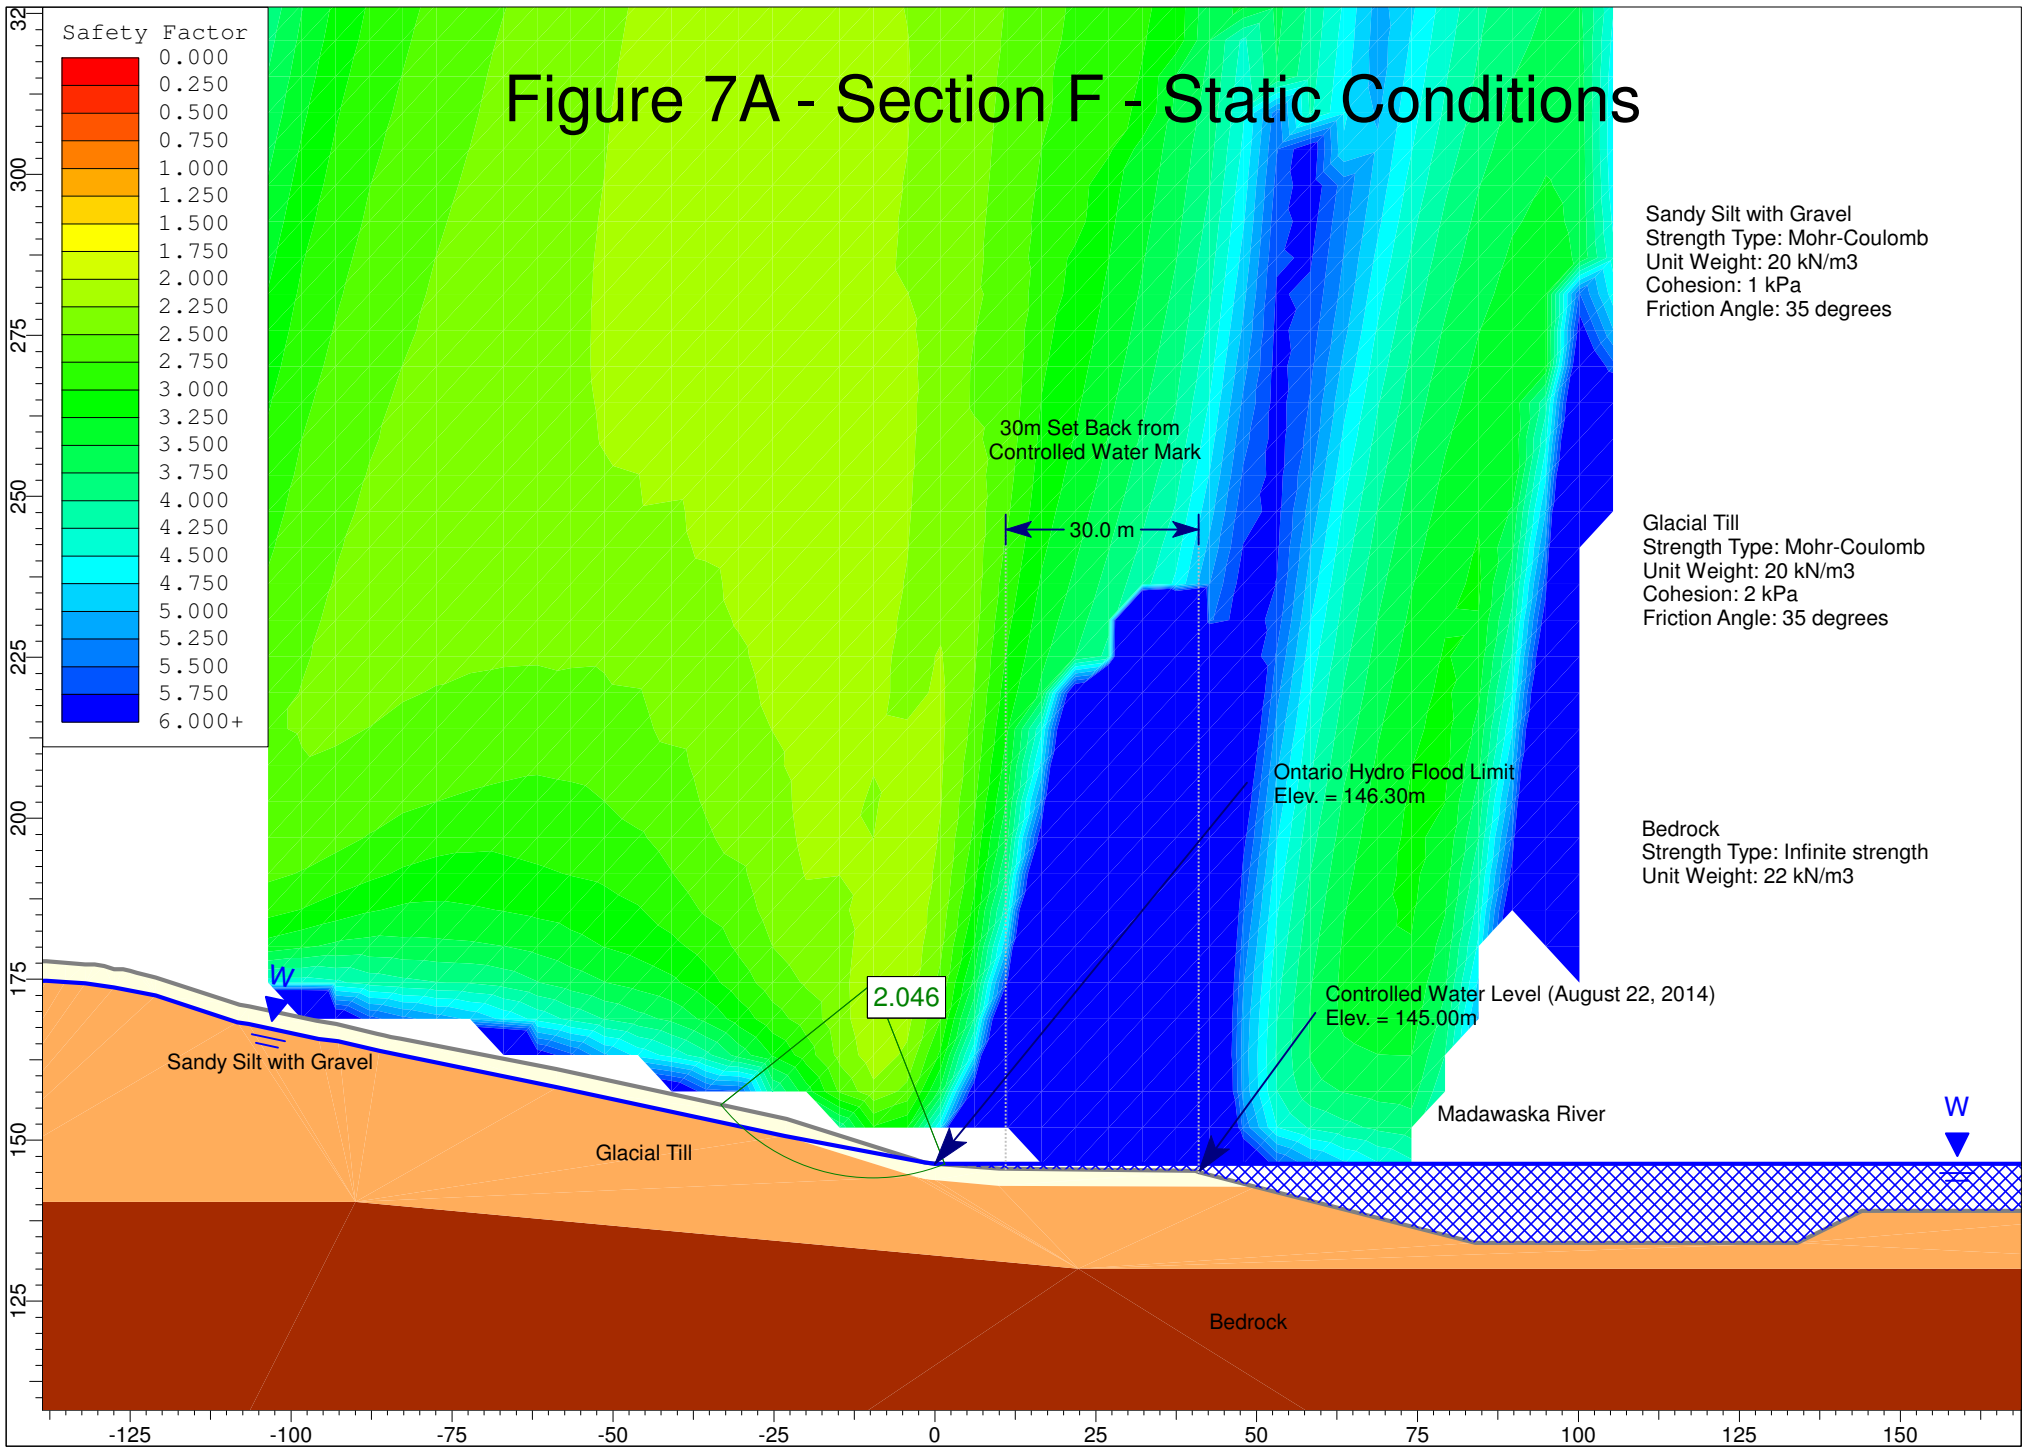 Figure 7A - Section F - Static Conditions
Safety Factor
0.000
0.250
0.500
0.750
1.000
1.250
1.500
1.750
2.000
2.250
2.500
2.750
3.000
3.250
3.500
3.750
4.000
4.250
4.500
4.750
5.000
5.250
5.500
5.750
6.000+
Sandy Silt with Gravel
Strength Type: Mohr-Coulomb
Unit Weight: 20 kN/m3
Cohesion: 1 kPa
Friction Angle: 35 degrees
Glacial Till
Strength Type: Mohr-Coulomb
Unit Weight: 20 kN/m3
Cohesion: 2 kPa
Friction Angle: 35 degrees
Bedrock
Strength Type: Infinite strength
Unit Weight: 22 kN/m3
30m Set Back from
Controlled Water Mark
30.0 m
Ontario Hydro Flood Limit
Elev. = 146.30m
Controlled Water Level (August 22, 2014)
Elev. = 145.00m
2.046
W
Sandy Silt with Gravel
Glacial Till
Madawaska River
W
Bedrock
32
300
275
250
225
200
175
150
125
-125
-100
-75
-50
-25
0
25
50
75
100
125
150